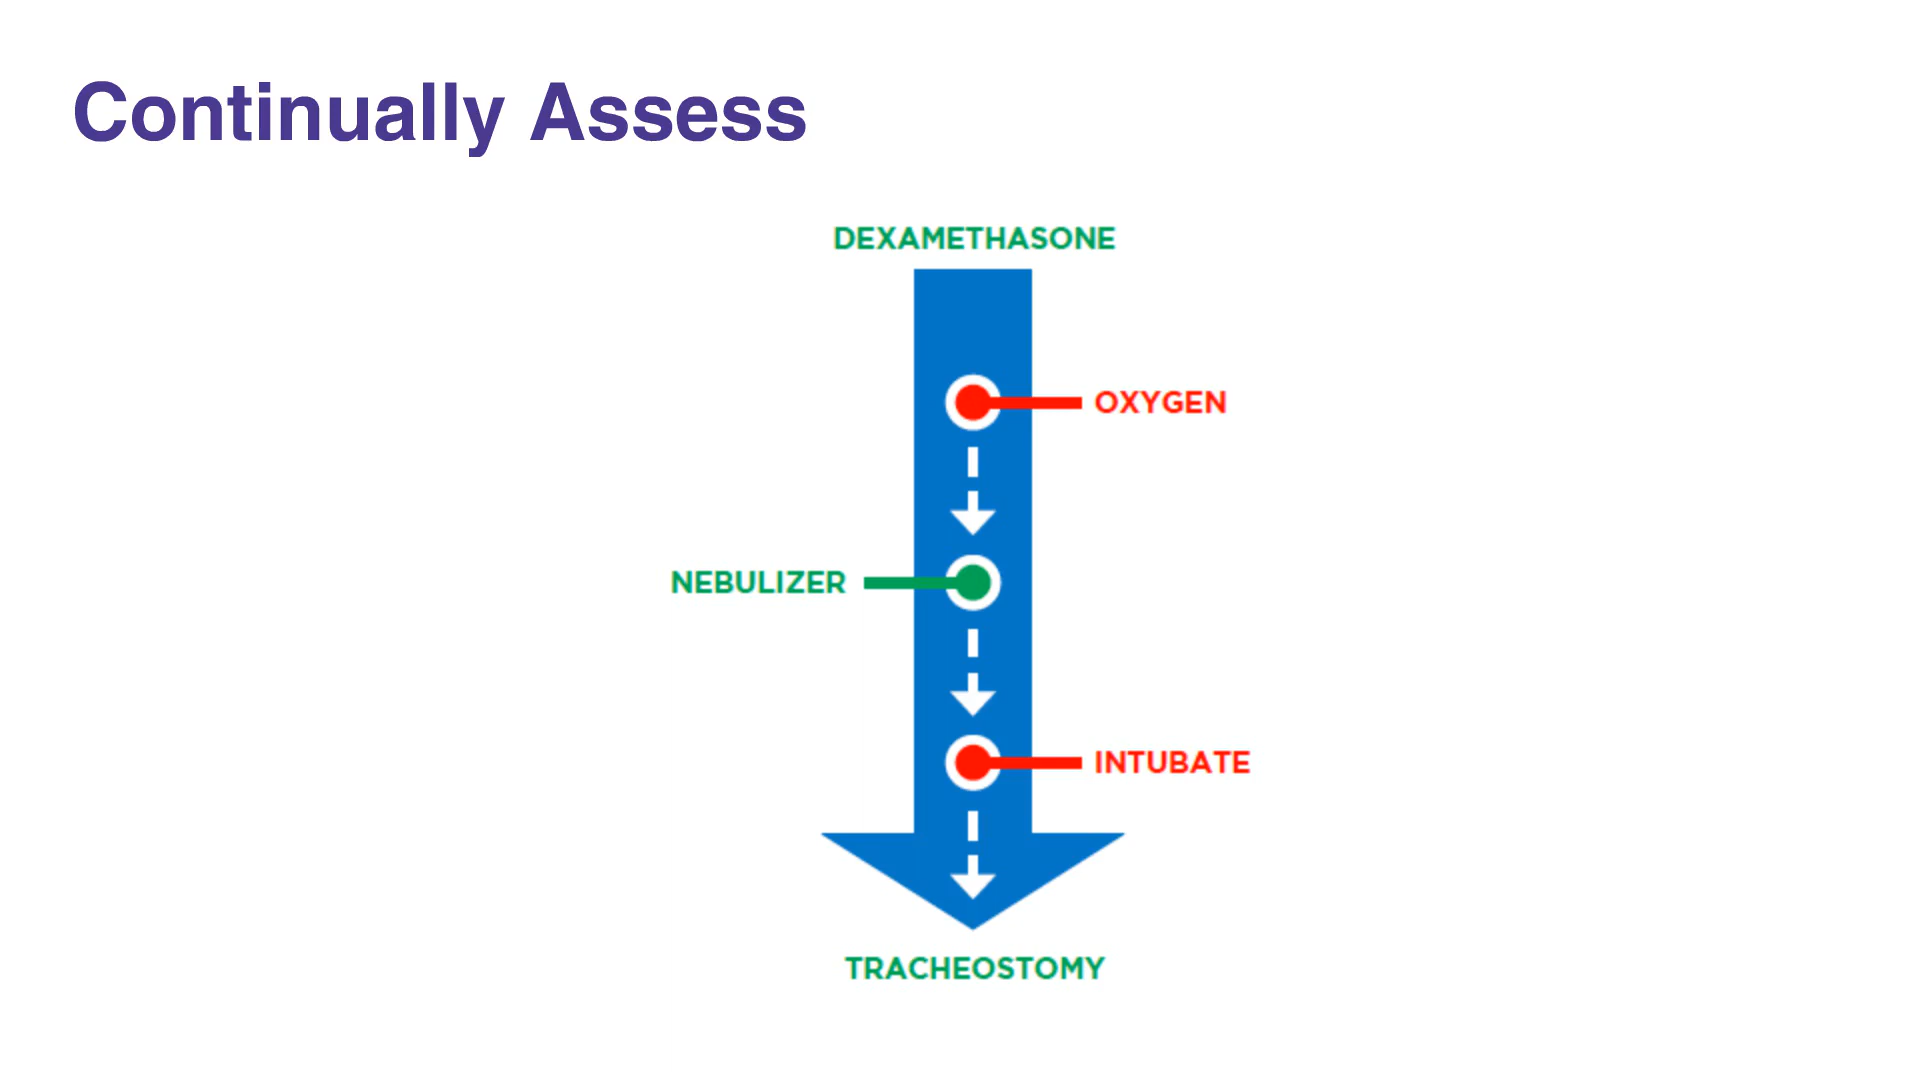 Continually Assess
DEXAMETHASONE
OXYGEN
NEBULIZER
INTUBATE
TRACHEOSTOMY